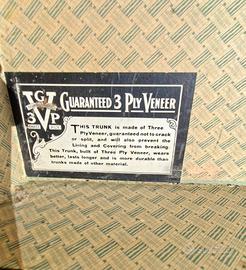 V G V
3 P
GUARANTEED 3 PLY VENEER
THIS TRUNK is made of Three
Ply Veneer, guaranteed not to crack
or split, and will also prevent the
Lining and Covering from breaking.
This Trunk, built of Three Ply Veneer, wears
better, lasts longer and is more durable than
trunks made of other material.